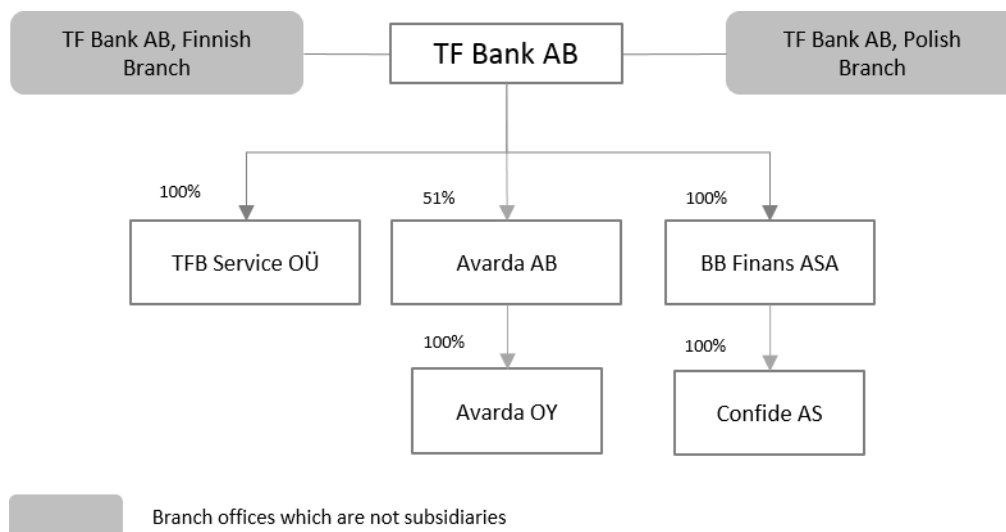 TF Bank AB, Finnish
Branch
TF Bank AB
TF Bank AB, Polish
Branch
100%
51%
100%
TFB Service OÜ
Avarda AB
BB Finans ASA
100%
100%
Avarda OY
Confide AS
Branch offices which are not subsidiaries